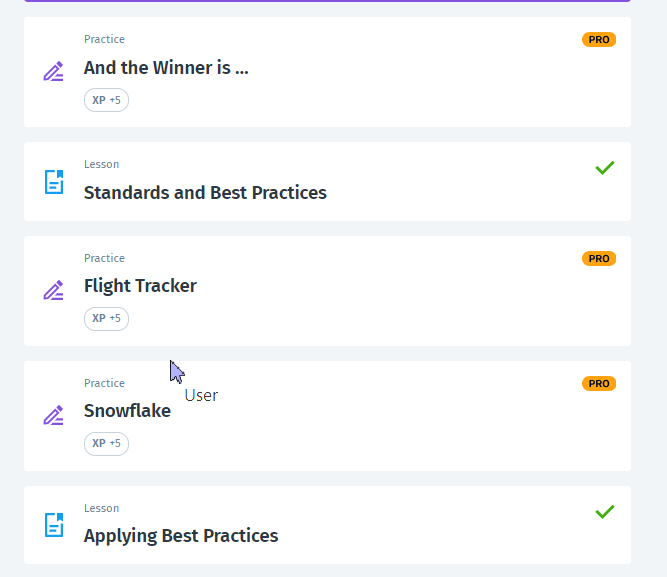 Practice
PRO
And the Winner is ...
XP +5
Lesson
Standards and Best Practices
Practice
PRO
Flight Tracker
XP +5
User
Practice
PRO
Snowflake
XP +5
Lesson
Applying Best Practices